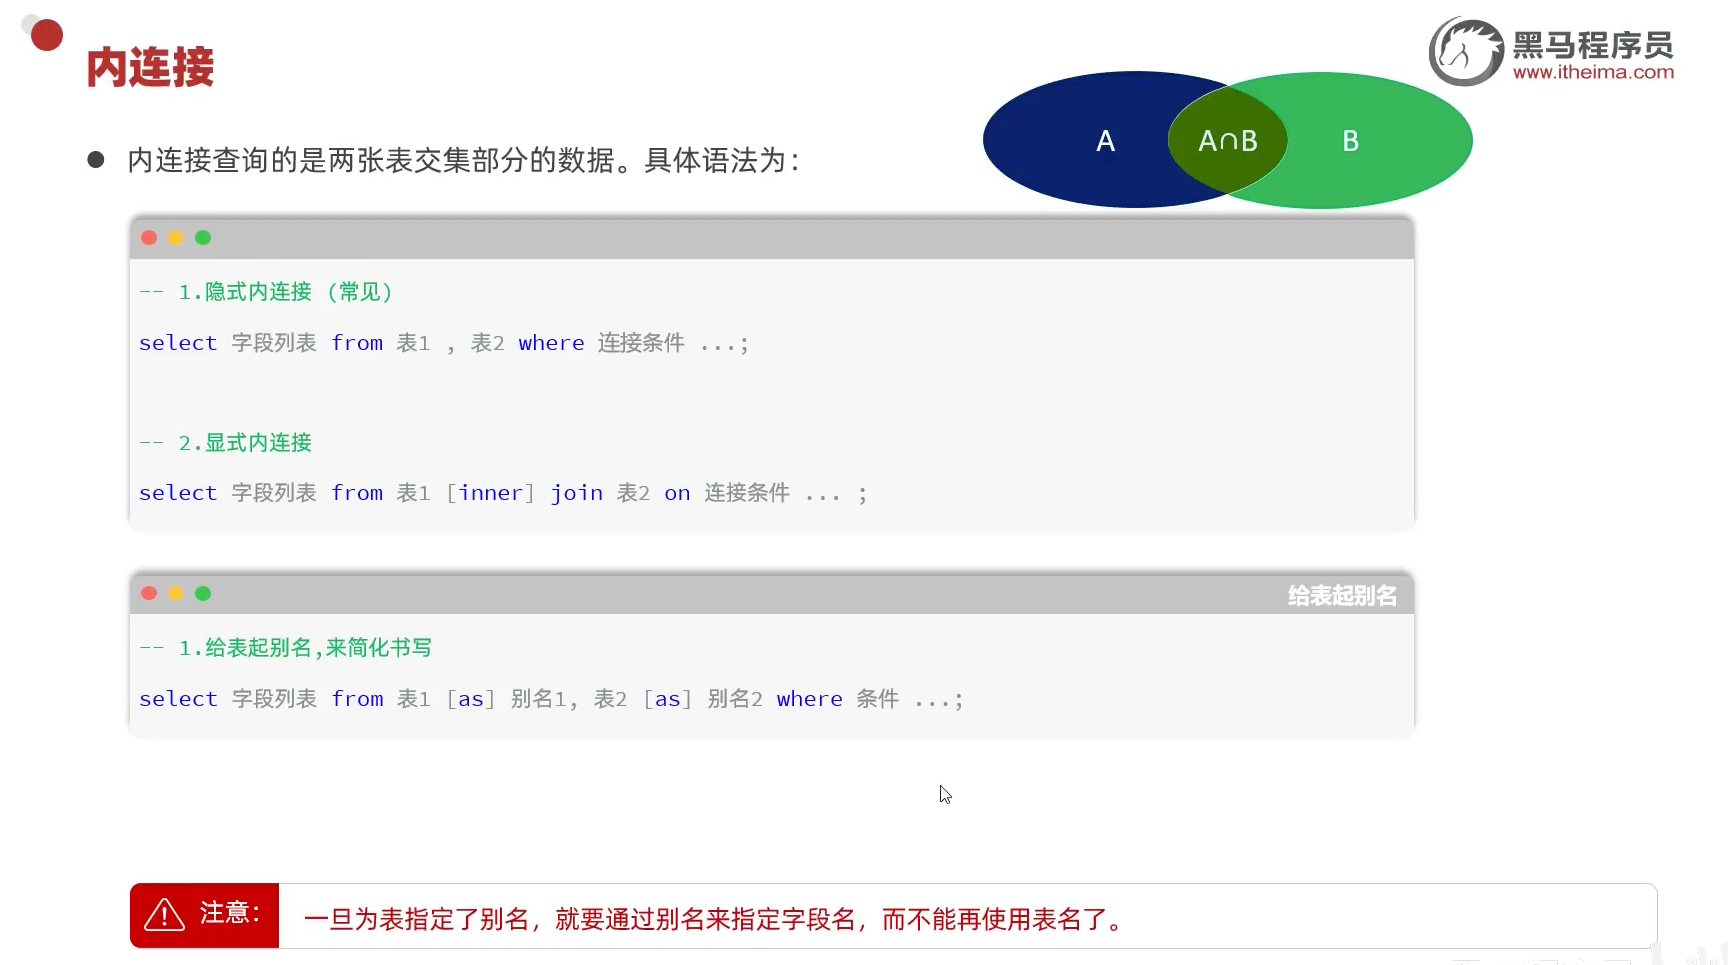 内连接
黑马程序员
www.itheima.com
A
A∩B
B
内连接查询的是两张表交集部分的数据。具体语法为：
-- 1.隐式内连接 (常见)
select 字段列表 from 表1 , 表2 where 连接条件 ...;
-- 2.显式内连接
select 字段列表 from 表1 [inner] join 表2 on 连接条件 ... ;
给表起别名
-- 1.给表起别名,来简化书写
select 字段列表 from 表1 [as] 别名1, 表2 [as] 别名2 where 条件 ...;
注意：
一旦为表指定了别名，就要通过别名来指定字段名，而不能再使用表名了。